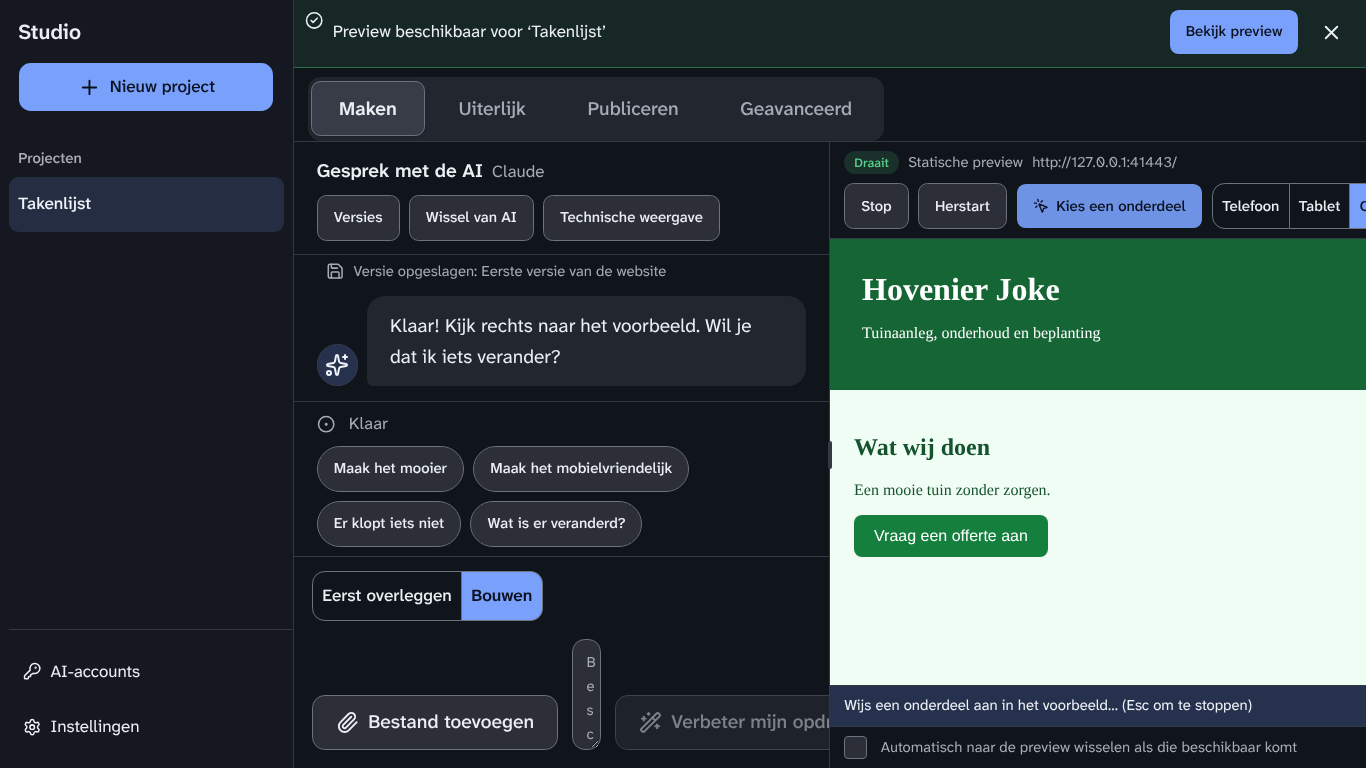 Studio
Nieuw project
Projecten
Takenlijst
AI-accounts
Instellingen
Preview beschikbaar voor ‘Takenlijst’
Bekijk preview
Maken
Uiterlijk
Publiceren
Geavanceerd
Gesprek met de AI Claude
Versies
Wissel van AI
Technische weergave
Versie opgeslagen: Eerste versie van de website
Klaar! Kijk rechts naar het voorbeeld. Wil je
dat ik iets verander?
Klaar
Maak het mooier
Maak het mobielvriendelijk
Er klopt iets niet
Wat is er veranderd?
Eerst overleggen
Bouwen
Bestand toevoegen
B
e
s
c
Verbeter mijn opdr
Draait
Statische preview http://127.0.0.1:41443/
Stop
Herstart
Kies een onderdeel
Telefoon
Tablet
Hovenier Joke
Tuinaanleg, onderhoud en beplanting
Wat wij doen
Een mooie tuin zonder zorgen.
Vraag een offerte aan
Wijs een onderdeel aan in het voorbeeld... (Esc om te stoppen)
Automatisch naar de preview wisselen als die beschikbaar komt